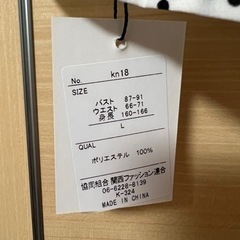 No. kn18
SIZE
バスト 87-91
ウエスト 66-71
身長 160-166
L
QUAL
ポリエステル 100%
協同組合 関西ファッション連合
06-6228-6139
K-324
MADE IN CHINA